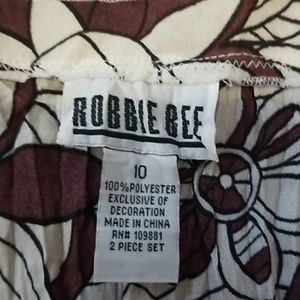 ROBBIE BEE
10
100% POLYESTER
EXCLUSIVE OF
DECORATION
MADE IN CHINA
RN# 109881
2 PIECE SET